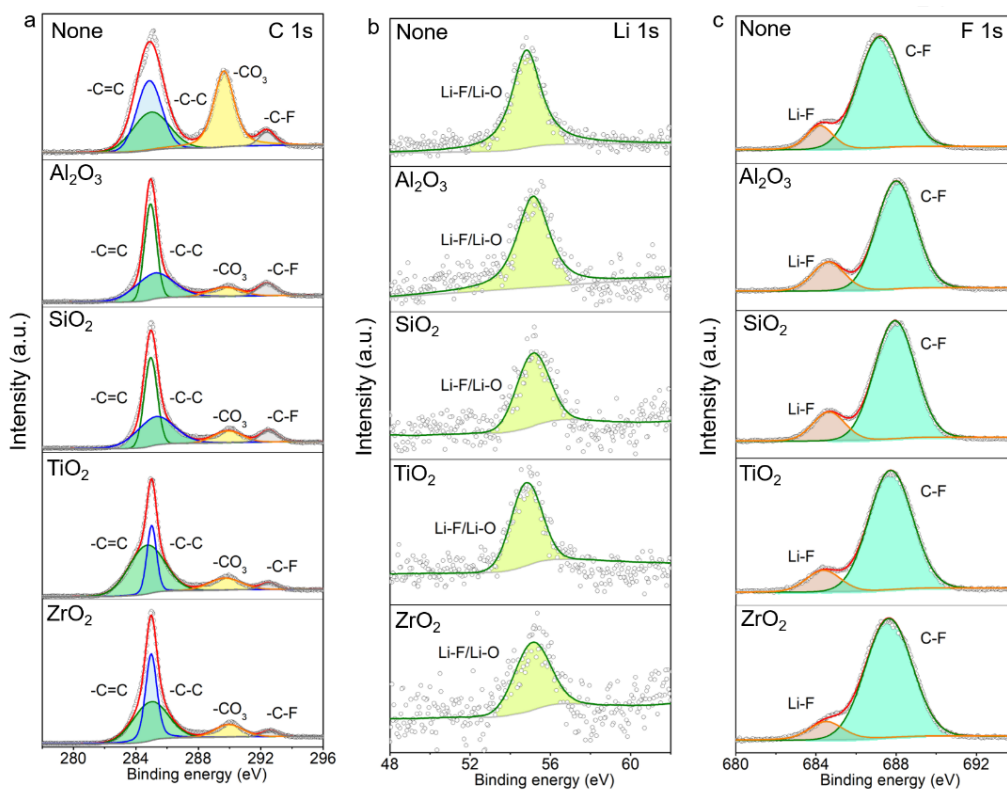 a
None
C 1s
-C=C
-C-C
-CO3
-C-F
Al2O3
-C=C
-C-C
-CO3
-C-F
SiO2
-C=C
-C-C
-CO3
-C-F
TiO2
-C=C
-C-C
-CO3
-C-F
ZrO2
-C=C
-C-C
-CO3
-C-F
Intensity (a.u.)
280 284 288 292 296
Binding energy (eV)
b
None
Li 1s
Li-F/Li-O
Al2O3
Li-F/Li-O
SiO2
Li-F/Li-O
TiO2
Li-F/Li-O
ZrO2
Li-F/Li-O
Intensity (a.u.)
48 52 56 60
Binding energy (eV)
c
None
F 1s
C-F
Li-F
Al2O3
C-F
Li-F
SiO2
C-F
Li-F
TiO2
C-F
Li-F
ZrO2
C-F
Li-F
Intensity (a.u.)
680 684 688 692
Binding energy (eV)